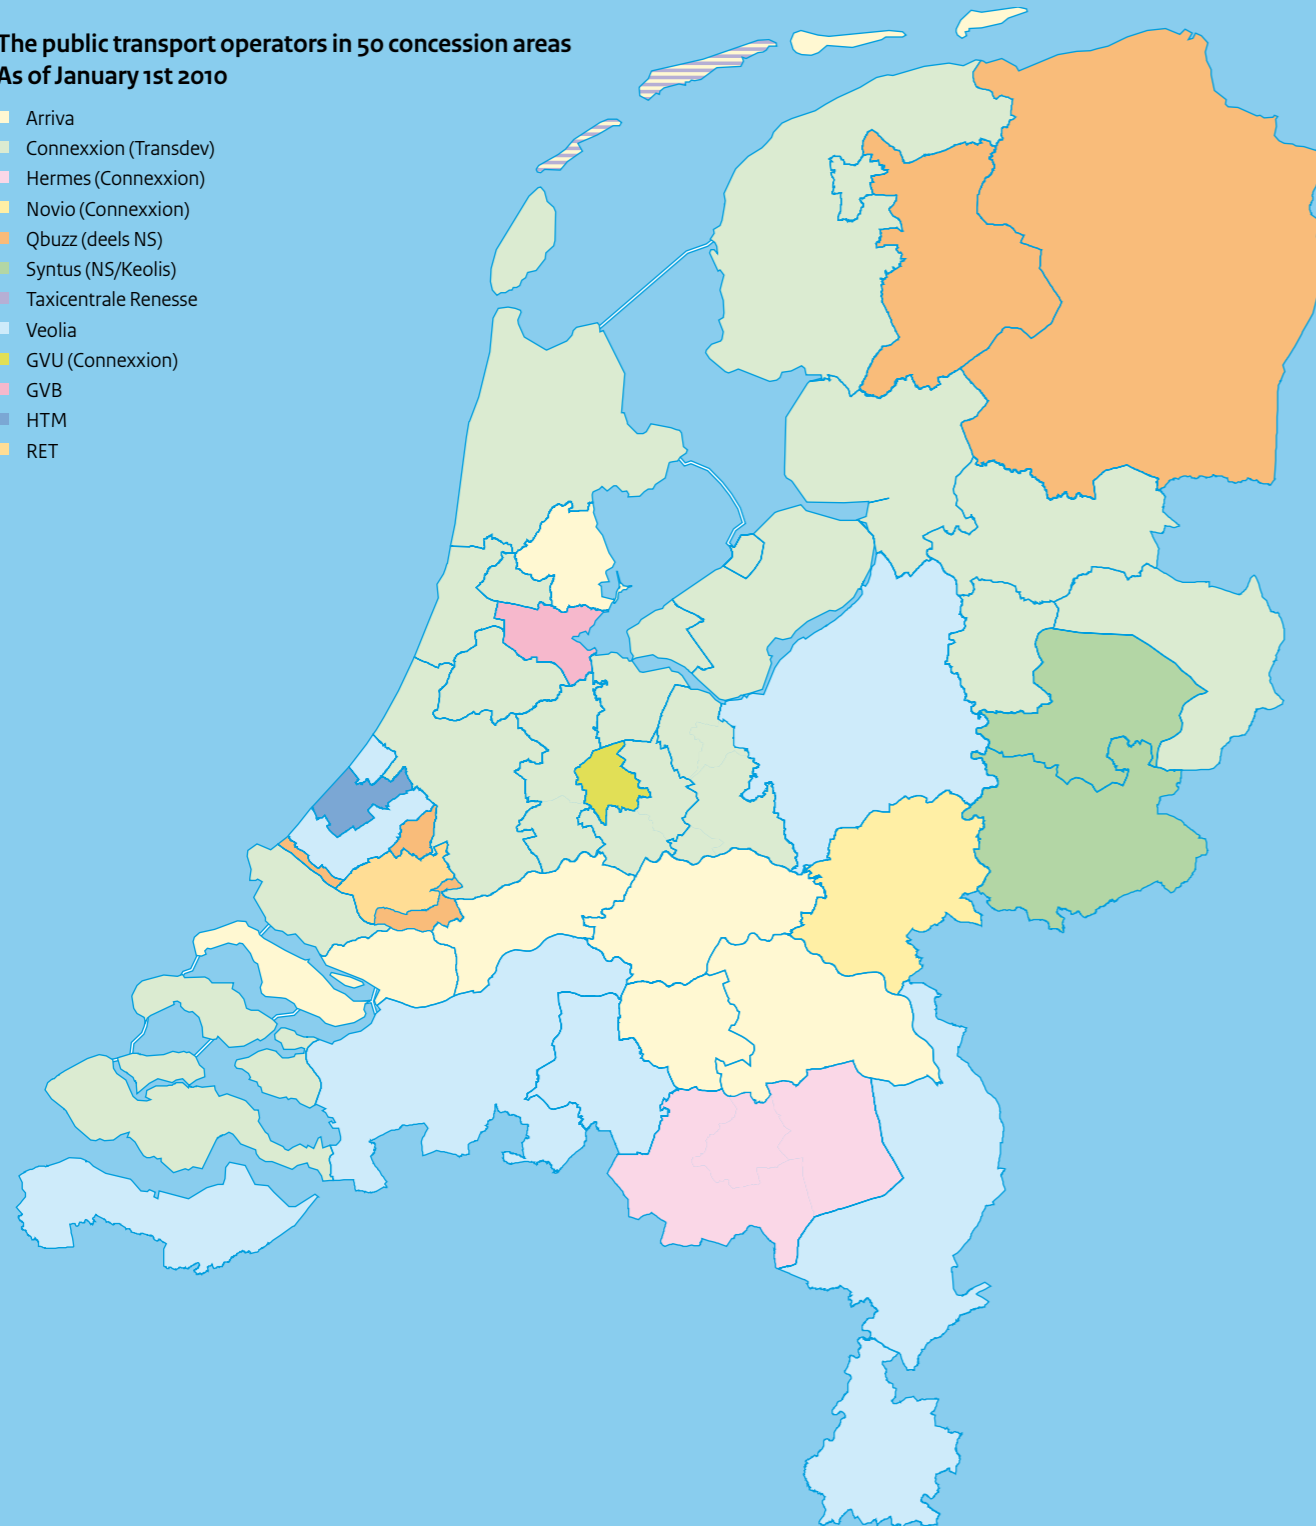 The public transport operators in 50 concession areas
As of January 1st 2010
Arriva
Connexxion (Transdev)
Hermes (Connexxion)
Novio (Connexxion)
Qbuzz (deels NS)
Syntus (NS/Keolis)
Taxicentrale Renesse
Veolia
GVU (Connexxion)
GVB
HTM
RET